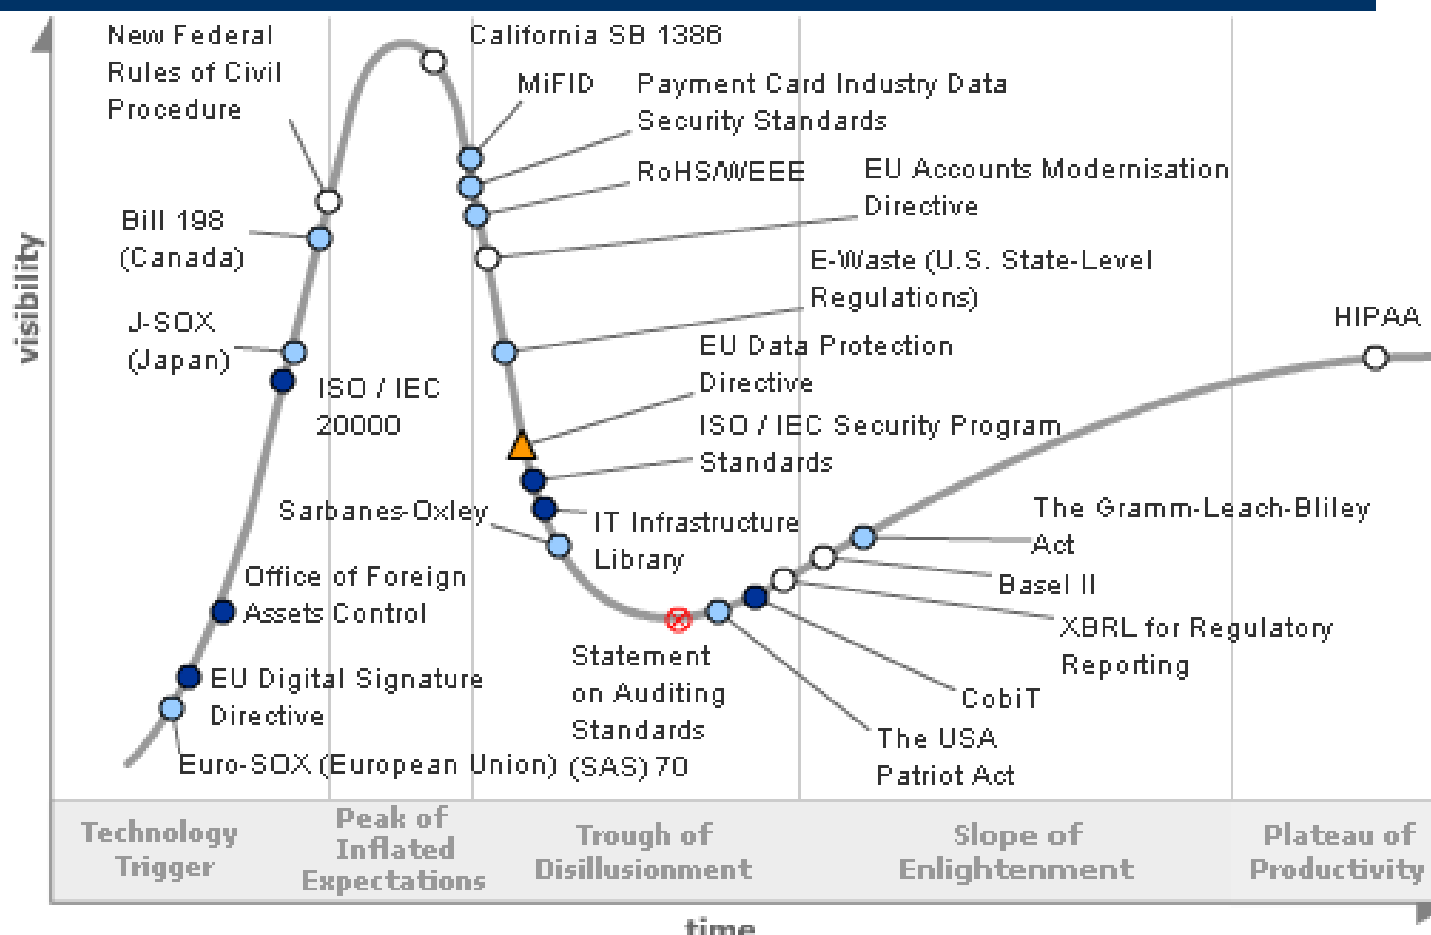 New Federal
Rules of Civil
Procedure
California SB 1386
MiFID
Payment Card Industry Data
Security Standards
RoHS/WEEE
EU Accounts Modernisation
Directive
Bill 198
(Canada)
E-Waste (U.S. State-Level
Regulations)
J-SOX
(Japan)
EU Data Protection
Directive
HIPAA
ISO / IEC
20000
ISO / IEC Security Program
Standards
Sarbanes-Oxley
IT Infrastructure
Library
The Gramm-Leach-Bliley
Act
Office of Foreign
Assets Control
Basel II
XBRL for Regulatory
Reporting
EU Digital Signature
Directive
Statement
on Auditing
Standards
(SAS) 70
CobiT
The USA
Patriot Act
Euro-SOX (European Union)
visibility
Technology
Trigger
Peak of
Inflated
Expectations
Trough of
Disillusionment
Slope of
Enlightenment
Plateau of
Productivity
time